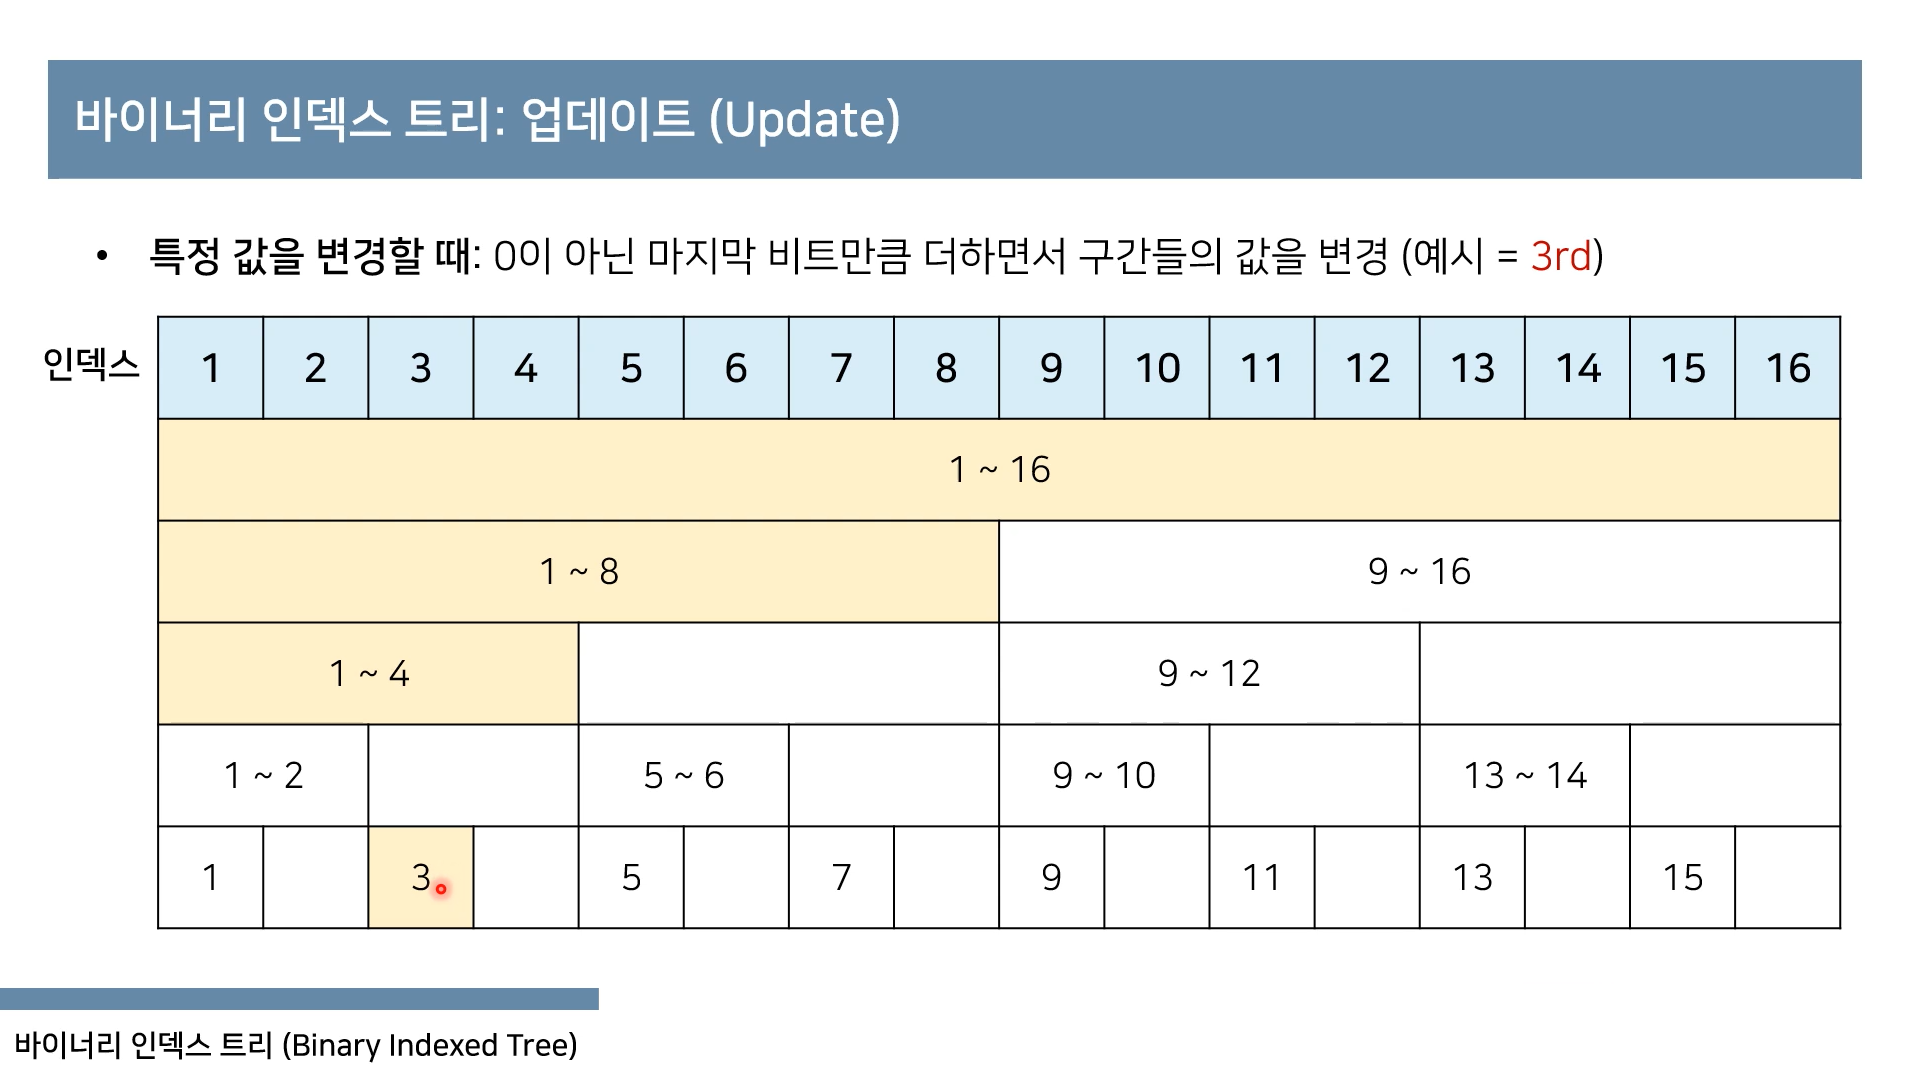 바이너리 인덱스 트리: 업데이트 (Update)
• 특정 값을 변경할 때: 0이 아닌 마지막 비트만큼 더하면서 구간들의 값을 변경 (예시 = 3rd)
인덱스 1 2 3 4 5 6 7 8 9 10 11 12 13 14 15 16
1 ~ 16
1 ~ 8 9 ~ 16
1 ~ 4 9 ~ 12
1 ~ 2 5 ~ 6 9 ~ 10 13 ~ 14
1 3 5 7 9 11 13 15
바이너리 인덱스 트리 (Binary Indexed Tree)